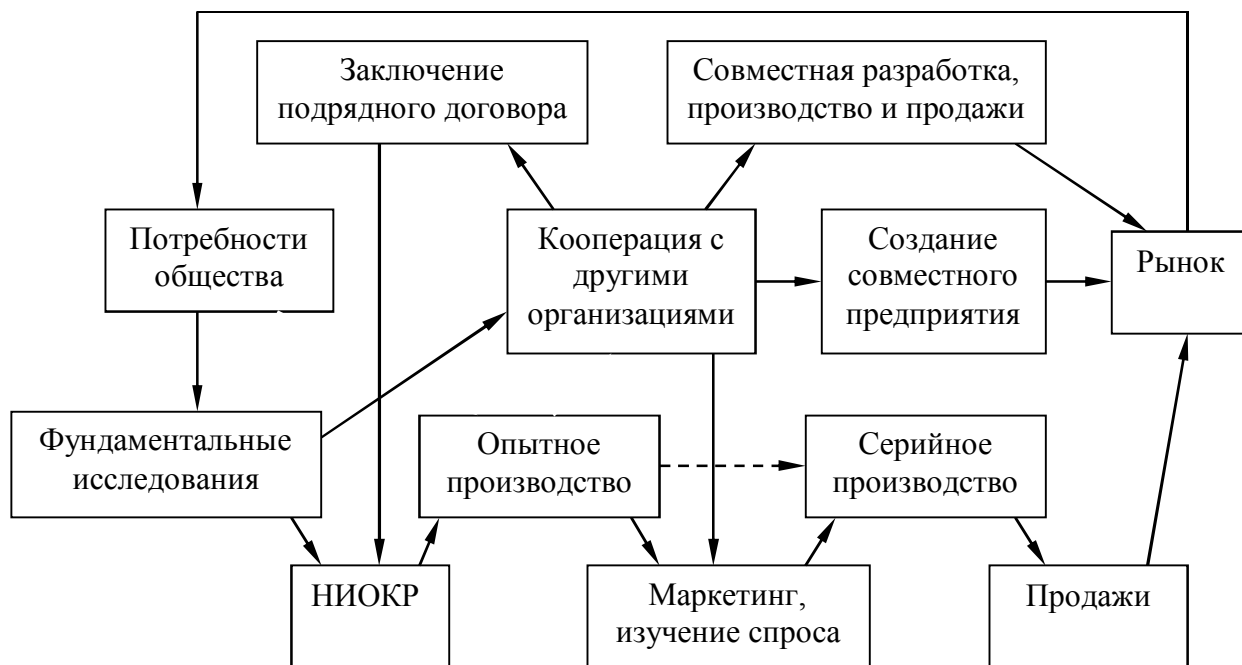 Заключение
подрядного договора
Совместная разработка,
производство и продажи
Потребности
общества
Кооперация с
другими
организациями
Создание
совместного
предприятия
Рынок
Фундаментальные
исследования
Опытное
производство
Серийное
производство
НИОКР
Маркетинг,
изучение спроса
Продажи